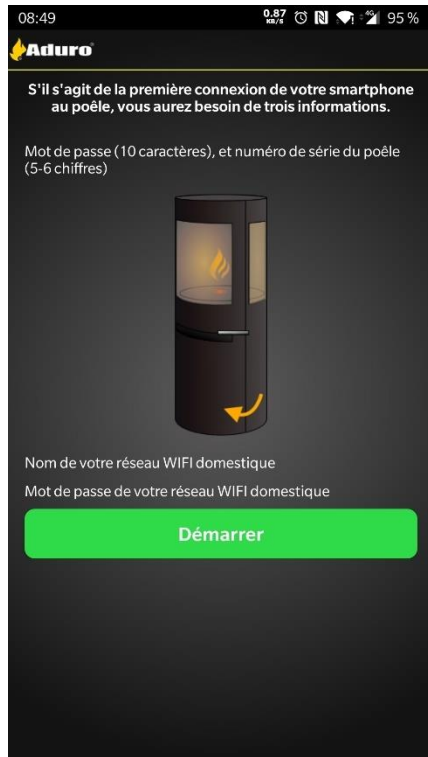 08:49 0.87 KB/S 4G 95 %
Aduro
S'il s'agit de la première connexion de votre smartphone
au poêle, vous aurez besoin de trois informations.
Mot de passe (10 caractères), et numéro de série du poêle
(5-6 chiffres)
Nom de votre réseau WIFI domestique
Mot de passe de votre réseau WIFI domestique
Démarrer